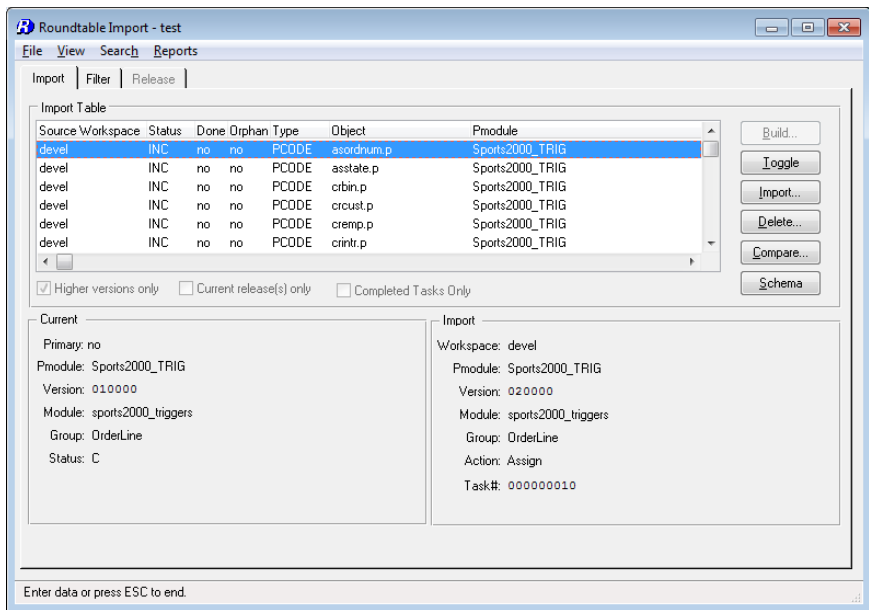 Roundtable Import - test
File View Search Reports
Import Filter Release
Import Table
Source Workspace Status Done Orphan Type Object Pmodule
devel INC no no PCODE asordnum.p Sports2000_TRIG
devel INC no no PCODE asstate.p Sports2000_TRIG
devel INC no no PCODE crbin.p Sports2000_TRIG
devel INC no no PCODE crcust.p Sports2000_TRIG
devel INC no no PCODE cremp.p Sports2000_TRIG
devel INC no no PCODE crintr.p Sports2000_TRIG
Build...
Toggle
Import...
Delete...
Compare...
Schema
Higher versions only Current release(s) only Completed Tasks Only
Current
Primary: no
Pmodule: Sports2000_TRIG
Version: 010000
Module: sports2000_triggers
Group: OrderLine
Status: C
Import
Workspace: devel
Pmodule: Sports2000_TRIG
Version: 020000
Module: sports2000_triggers
Group: OrderLine
Action: Assign
Task#: 000000010
Enter data or press ESC to end.